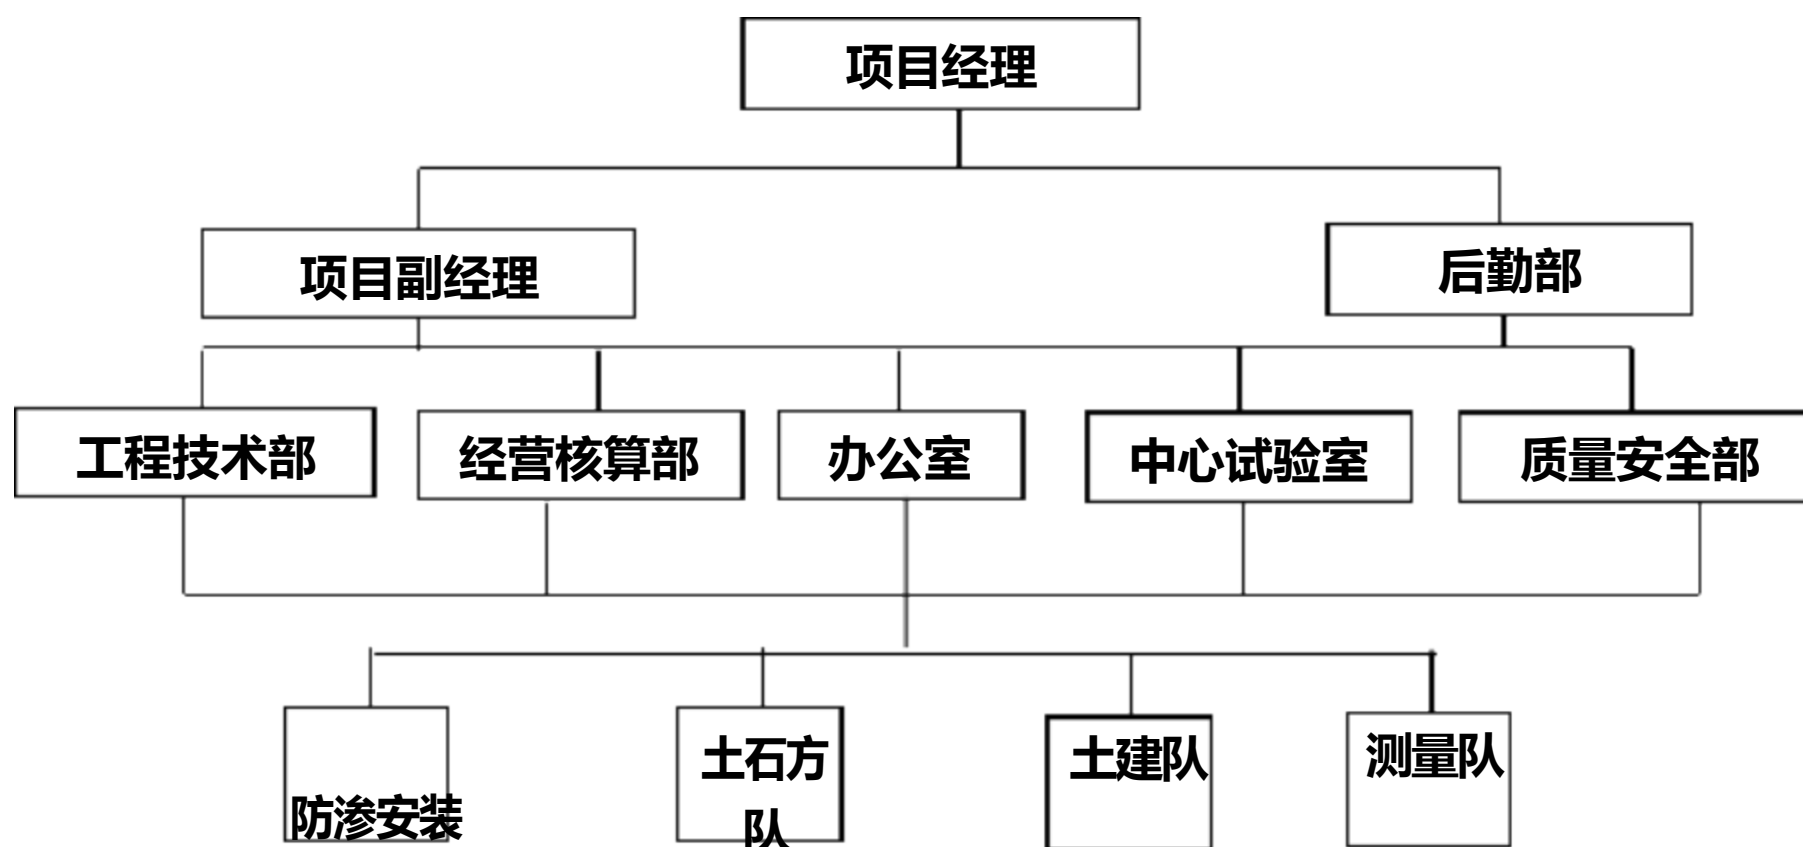 项目经理
项目副经理
后勤部
工程技术部
经营核算部
办公室
中心试验室
质量安全部
防渗安装
土石方
队
土建队
测量队